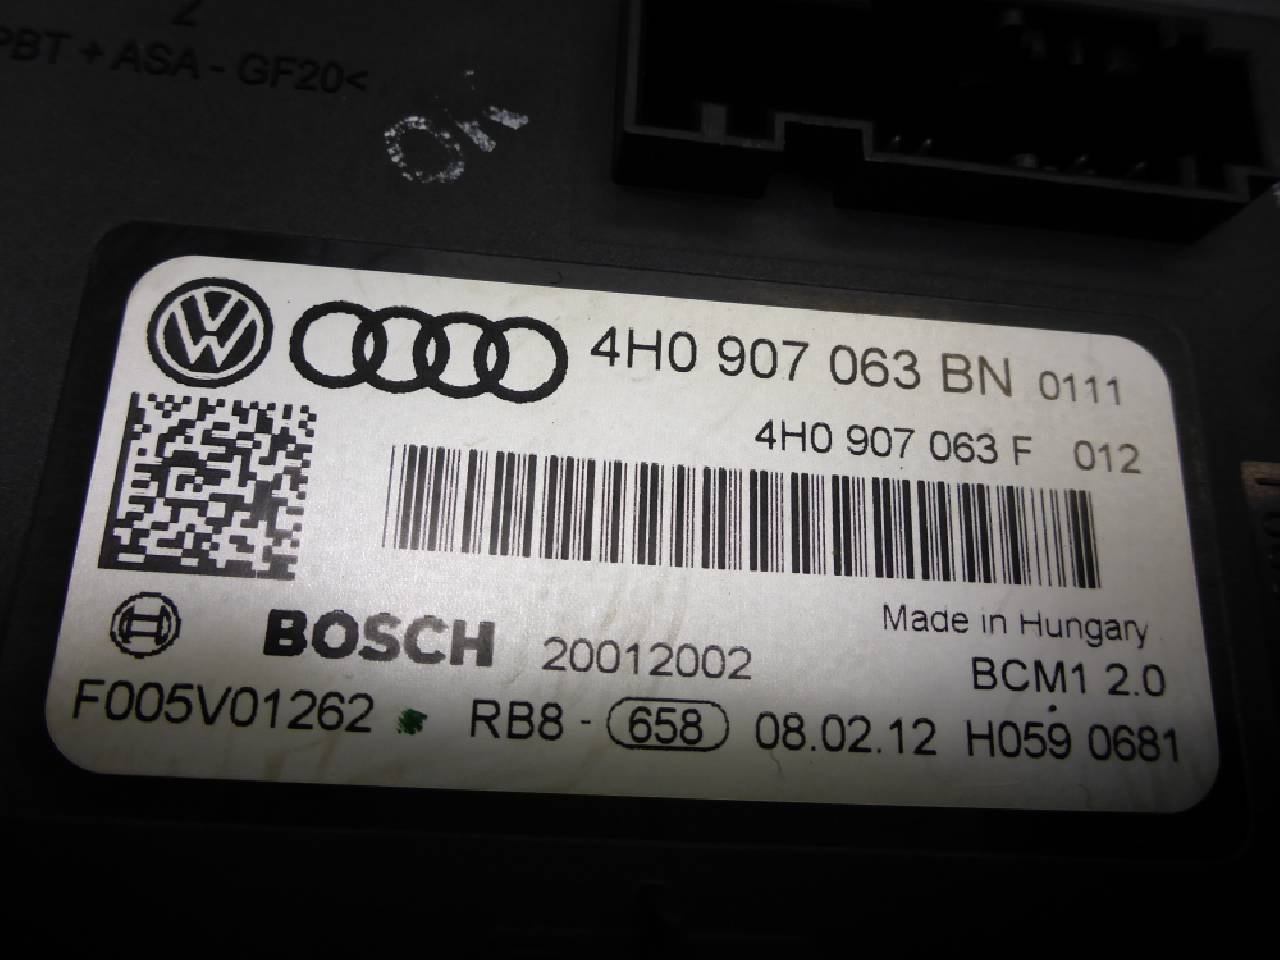 2
PBT + ASA - GF20<
OK
4H0 907 063 BN 0111
4H0 907 063 F 012
Made in Hungary
BOSCH 20012002
BCM1 2.0
F005V01262 RB8 - 658 08.02.12 H059 0681